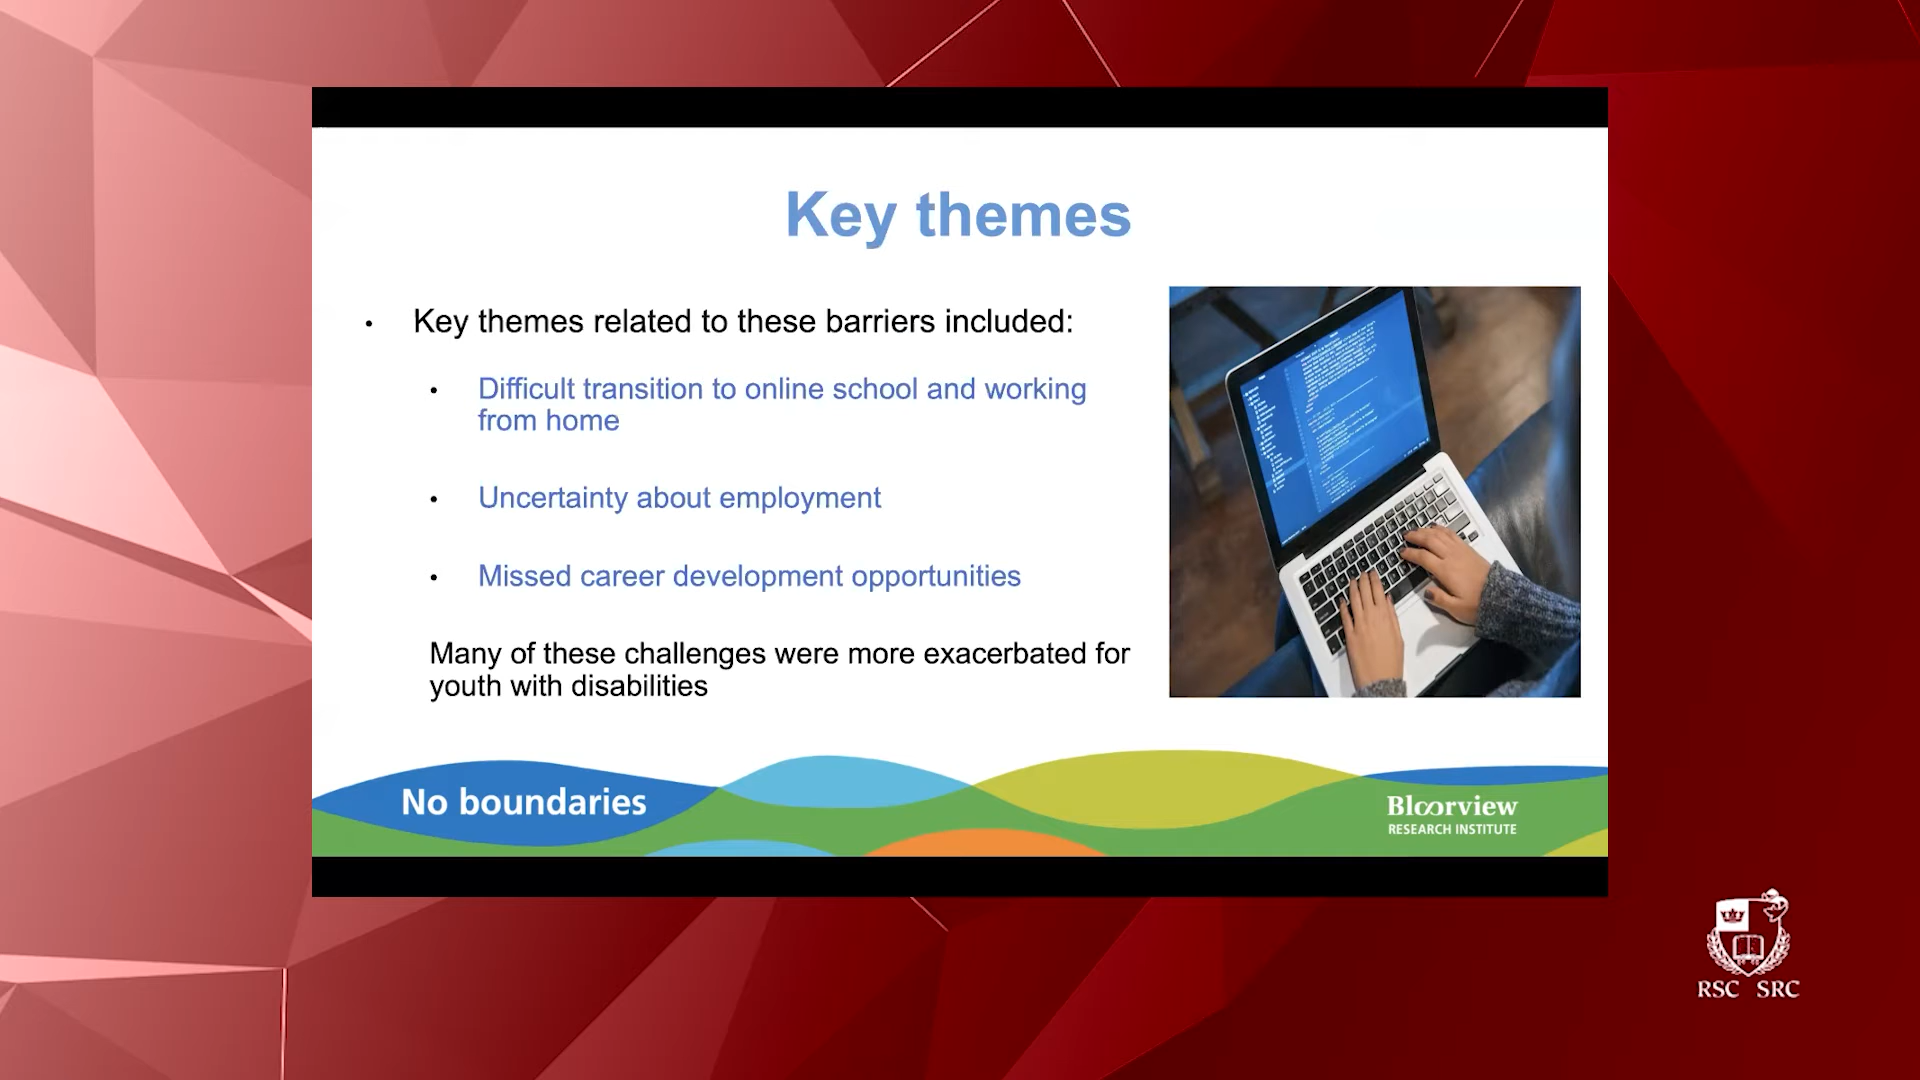 Key themes
• Key themes related to these barriers included:
• Difficult transition to online school and working
from home
• Uncertainty about employment
• Missed career development opportunities
Many of these challenges were more exacerbated for
youth with disabilities
No boundaries
Bloorview
RESEARCH INSTITUTE
RSC SRC